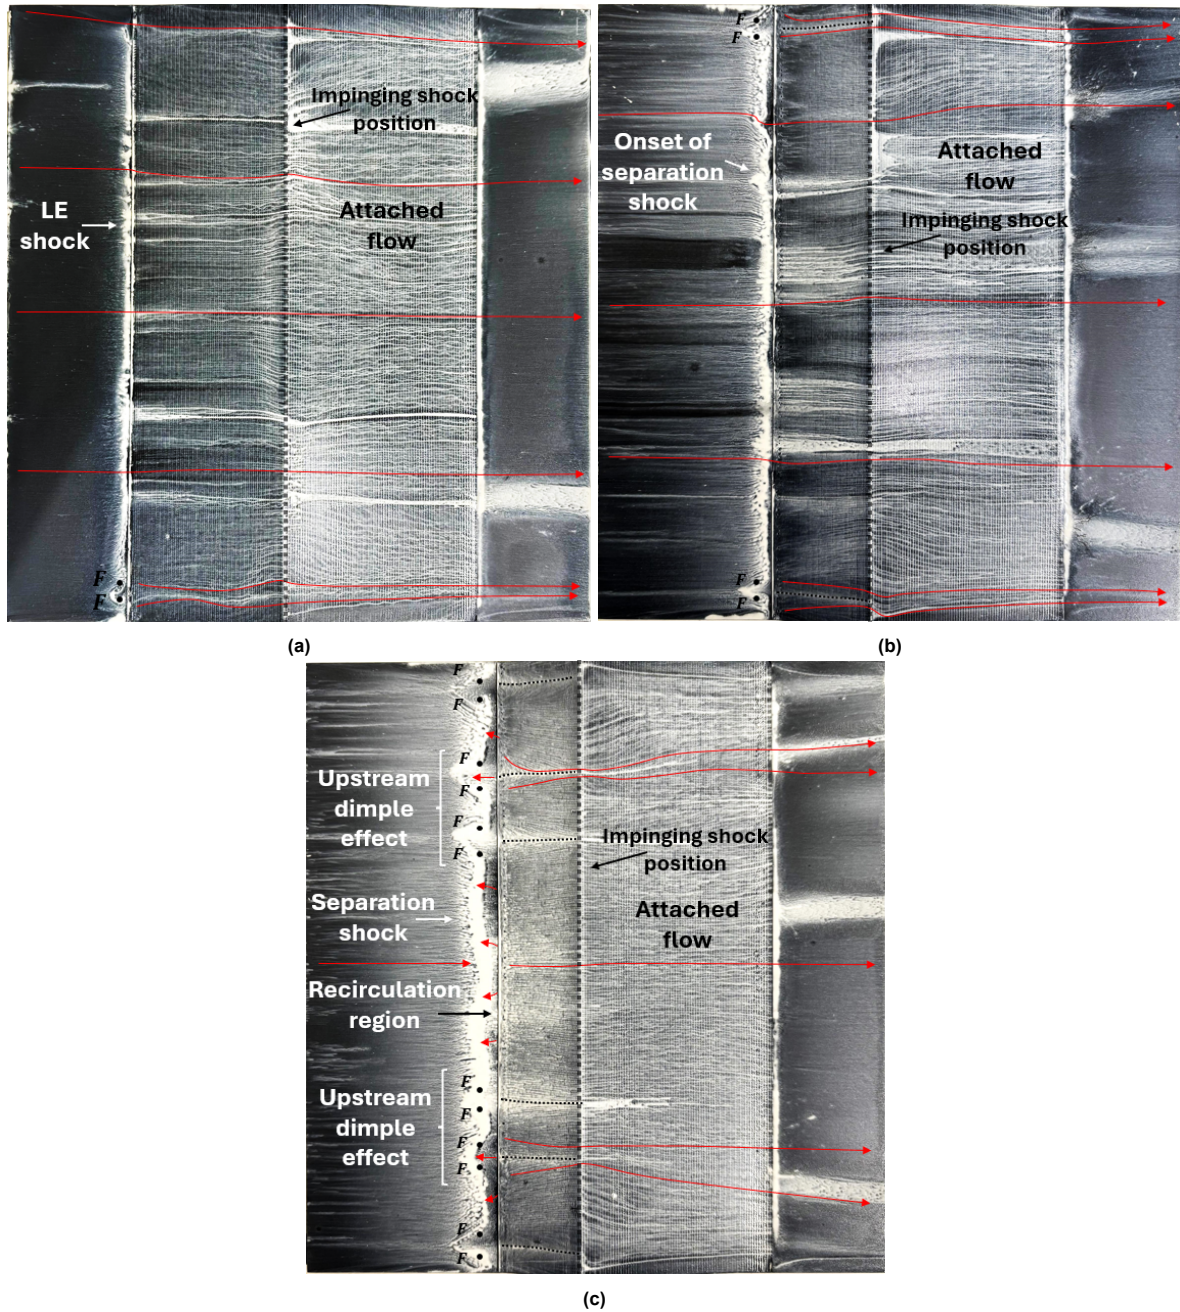 Impinging shock
position
LE
shock
Attached
flow
F
F
(a)
F
F
Onset of
separation
shock
Attached
flow
Impinging shock
position
F
F
(b)
F
F
F
F
Upstream
dimple
effect
F
F
Impinging shock
position
Separation
shock
Attached
flow
Recirculation
region
F
F
Upstream
dimple
effect
F
F
F
F
(c)